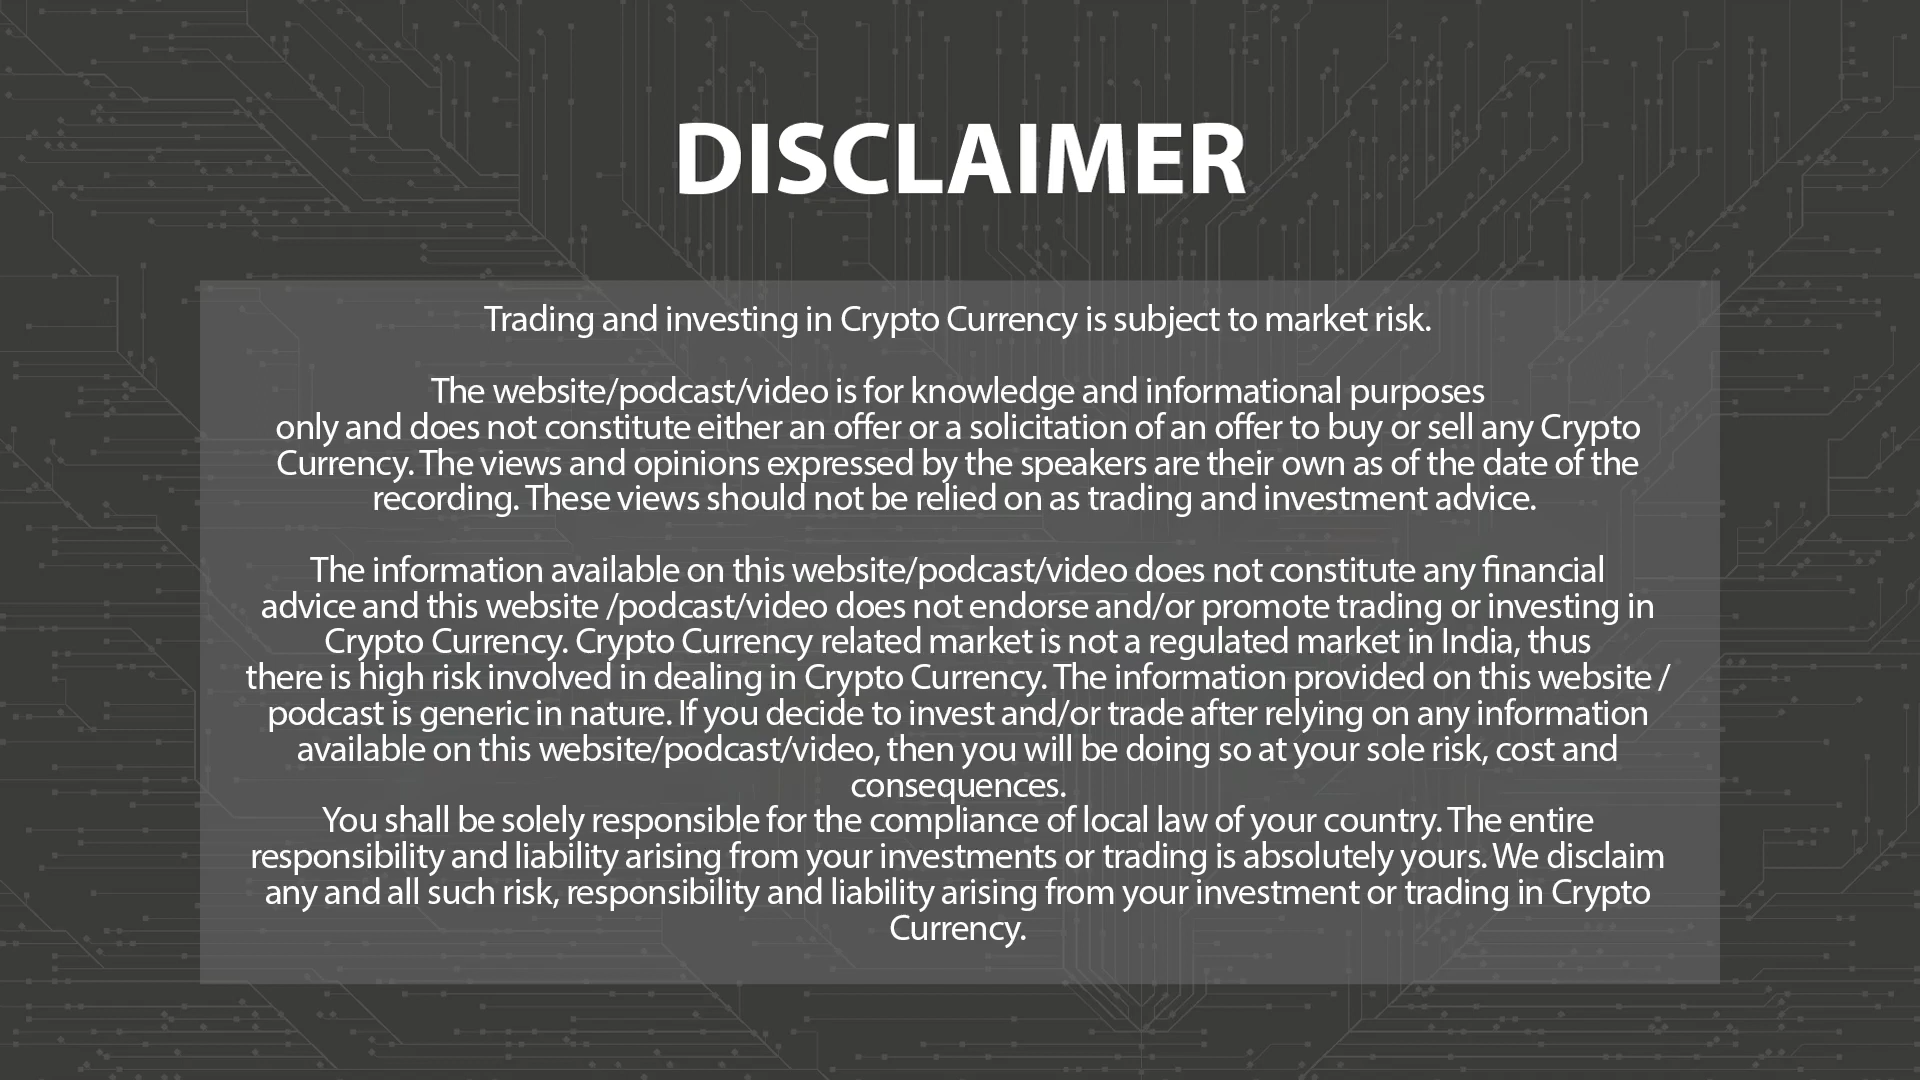 DISCLAIMER
Trading and investing in Crypto Currency is subject to market risk.
The website/podcast/video is for knowledge and informational purposes
only and does not constitute either an offer or a solicitation of an offer to buy or sell any Crypto
Currency. The views and opinions expressed by the speakers are their own as of the date of the
recording. These views should not be relied on as trading and investment advice.
The information available on this website/podcast/video does not constitute any financial
advice and this website /podcast/video does not endorse and/or promote trading or investing in
Crypto Currency. Crypto Currency related market is not a regulated market in India, thus
there is high risk involved in dealing in Crypto Currency. The information provided on this website /
podcast is generic in nature. If you decide to invest and/or trade after relying on any information
available on this website/podcast/video, then you will be doing so at your sole risk, cost and
consequences.
You shall be solely responsible for the compliance of local law of your country. The entire
responsibility and liability arising from your investments or trading is absolutely yours. We disclaim
any and all such risk, responsibility and liability arising from your investment or trading in Crypto
Currency.